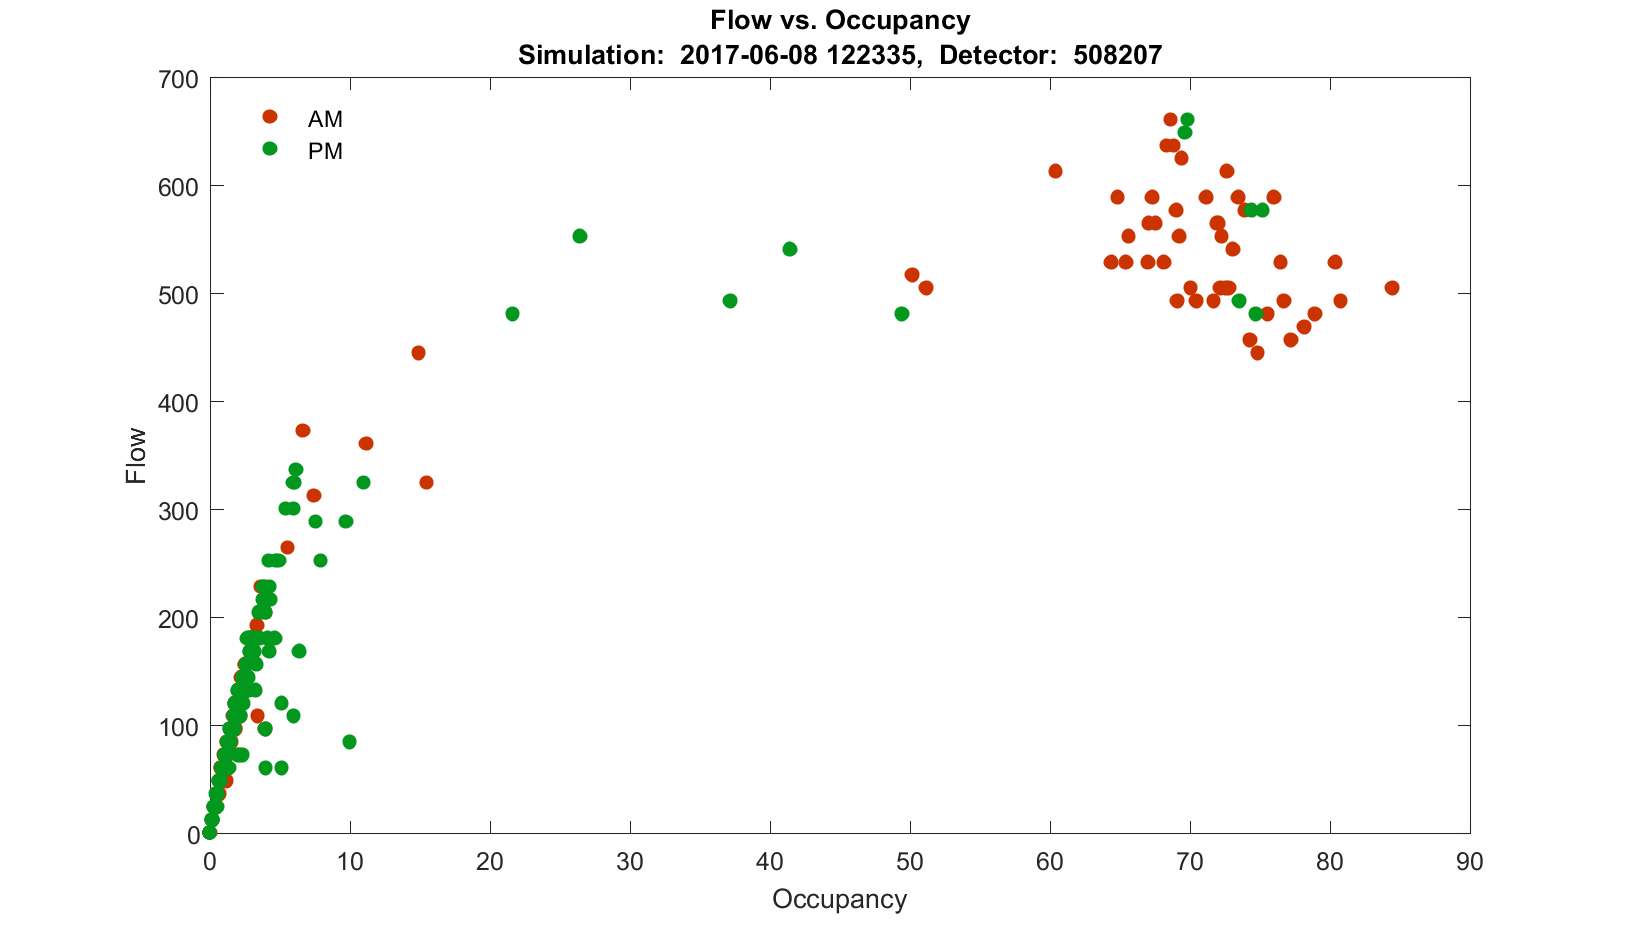 Flow vs. Occupancy
Simulation:  2017-06-08 122335,  Detector:  508207
700
600
500
400
300
200
100
0
Flow
AM
PM
0 10 20 30 40 50 60 70 80 90
Occupancy